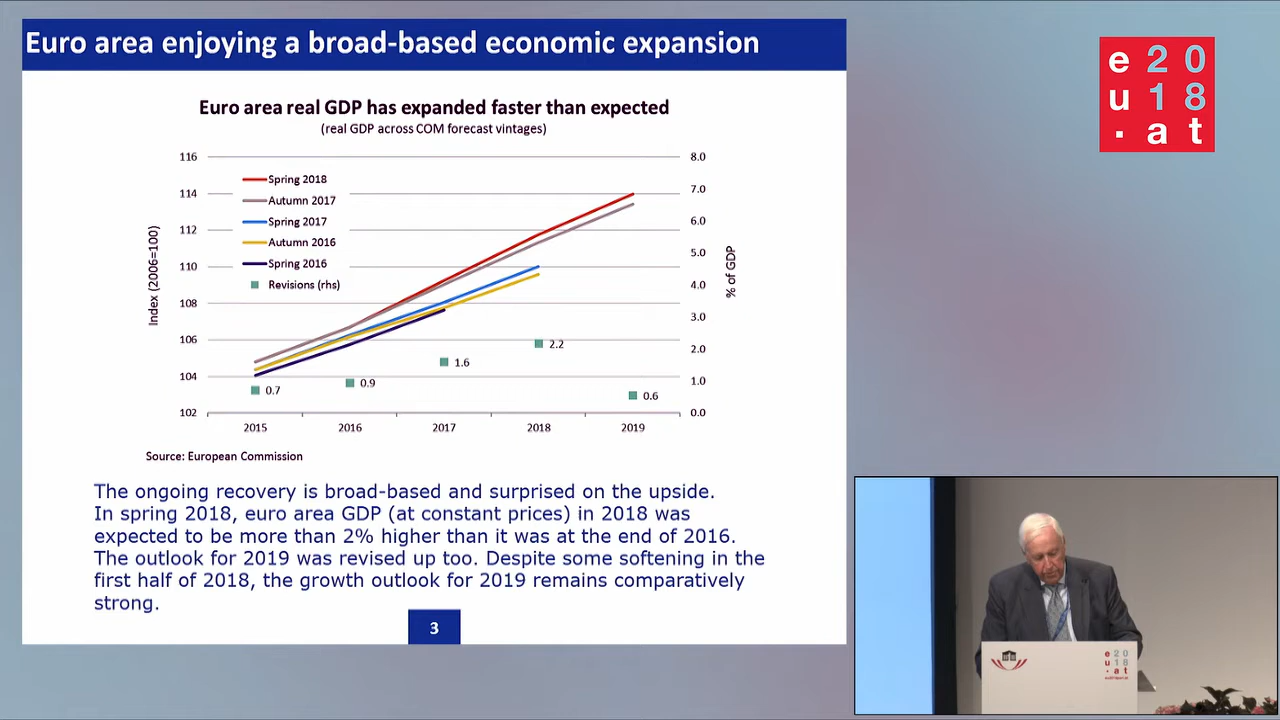 Euro area enjoying a broad-based economic expansion
Euro area real GDP has expanded faster than expected
(real GDP across COM forecast vintages)
116
114
112
110
108
106
104
102
Index (2006=100)
Spring 2018
Autumn 2017
Spring 2017
Autumn 2016
Spring 2016
Revisions (rhs)
0.7
0.9
1.6
2.2
0.6
8.0
7.0
6.0
5.0
4.0
3.0
2.0
1.0
0.0
% of GDP
2015
2016
2017
2018
2019
Source: European Commission
The ongoing recovery is broad-based and surprised on the upside.
In spring 2018, euro area GDP (at constant prices) in 2018 was
expected to be more than 2% higher than it was at the end of 2016.
The outlook for 2019 was revised up too. Despite some softening in the
first half of 2018, the growth outlook for 2019 remains comparatively
strong.
3
e 2 0
u 1 8
. a t
e 2 0
u 1 8
. a t